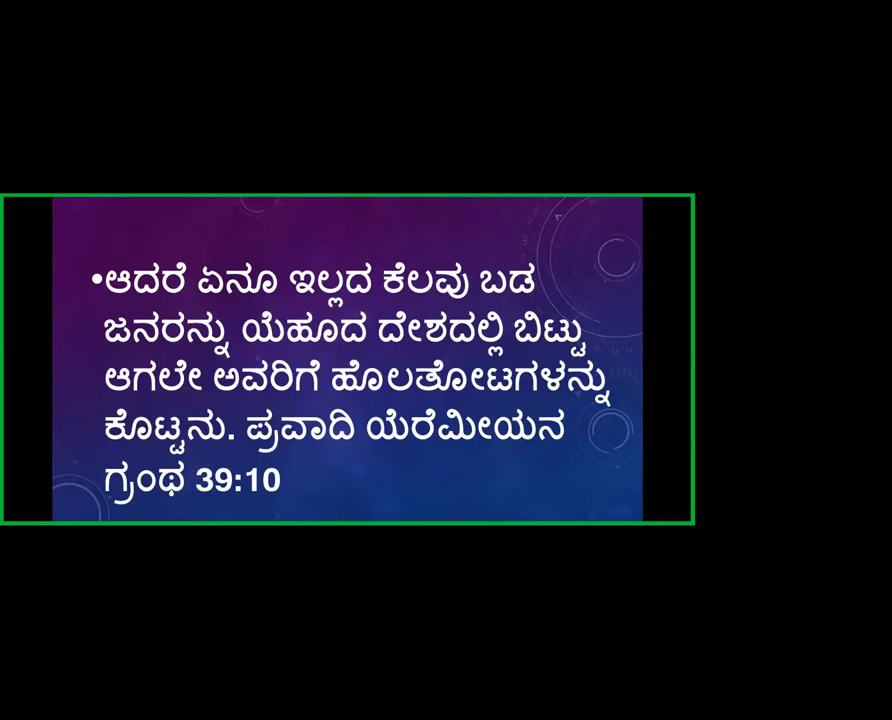 •ಆದರೆ ಏನೂ ಇಲ್ಲದ ಕೆಲವು ಬಡ
ಜನರನ್ನು ಯೆಹೂದ ದೇಶದಲ್ಲಿ ಬಿಟ್ಟು
ಆಗಲೇ ಅವರಿಗೆ ಹೊಲತೋಟಗಳನ್ನು
ಕೊಟ್ಟನು. ಪ್ರವಾದಿ ಯೆರೆಮೀಯನ
ಗ್ರಂಥ 39:10